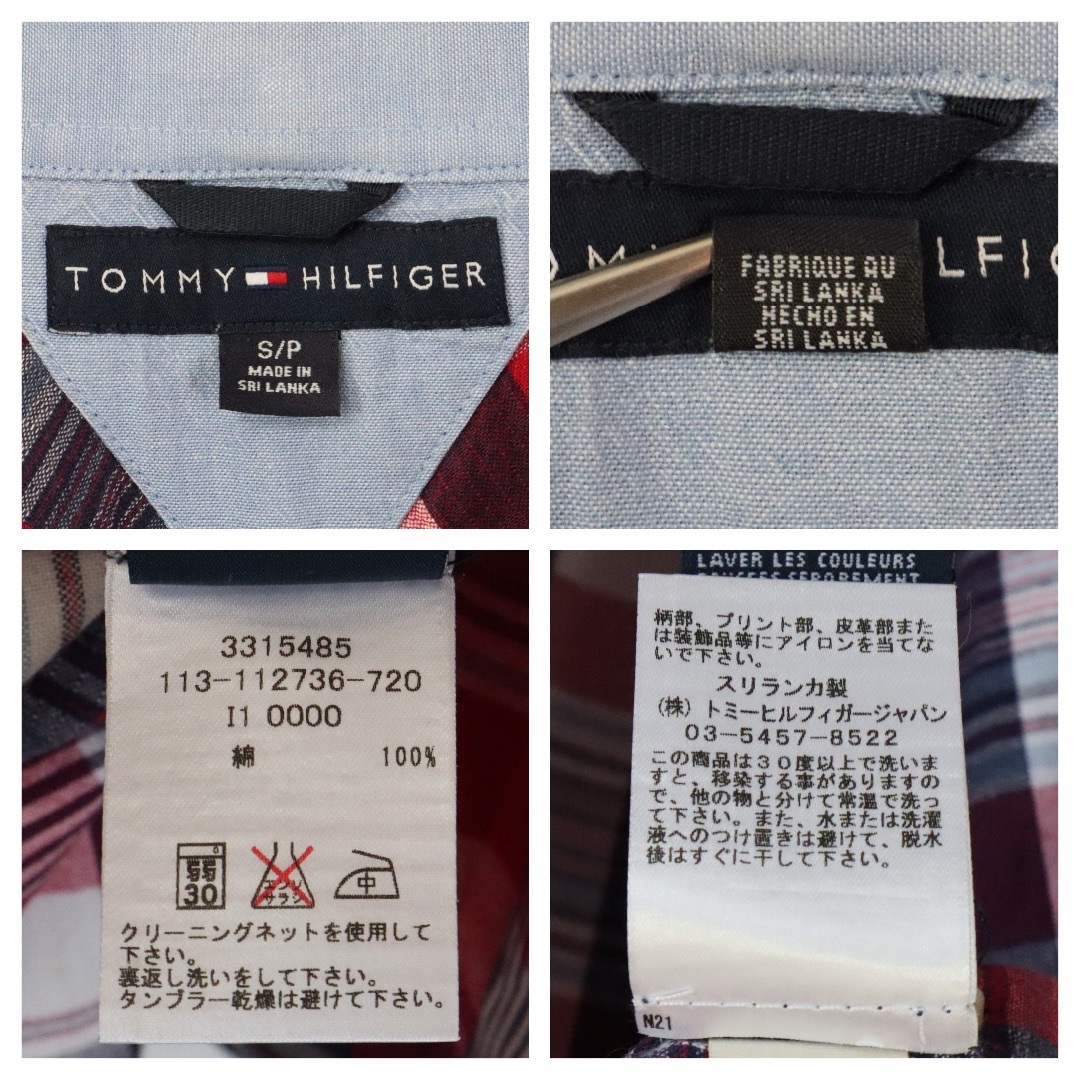 TOMMY HILFIGER
S/P
MADE IN
SRI LANKA
LFI
FABRIQUE AU
SRI LANKA
HECHO EN
SRI LANKA
3315485
113-112736-720
I1 0000
綿 100%
弱
30
エンソ
サラシ
中
クリーニングネットを使用して
下さい。
裏返し洗いをして下さい。
タンブラー乾燥は避けて下さい。
LAVER LES COULEURS
柄部、プリント部、皮革部また
は装飾品等にアイロンを当てな
いで下さい。
スリランカ製
(株) トミーヒルフィガージャパン
03-5457-8522
この商品は30度以上で洗いま
すと、移染する事がありますの
で、他の物と分けて常温で洗っ
て下さい。また、水または洗濯
液へのつけ置きは避けて、脱水
後はすぐに干して下さい。
N21